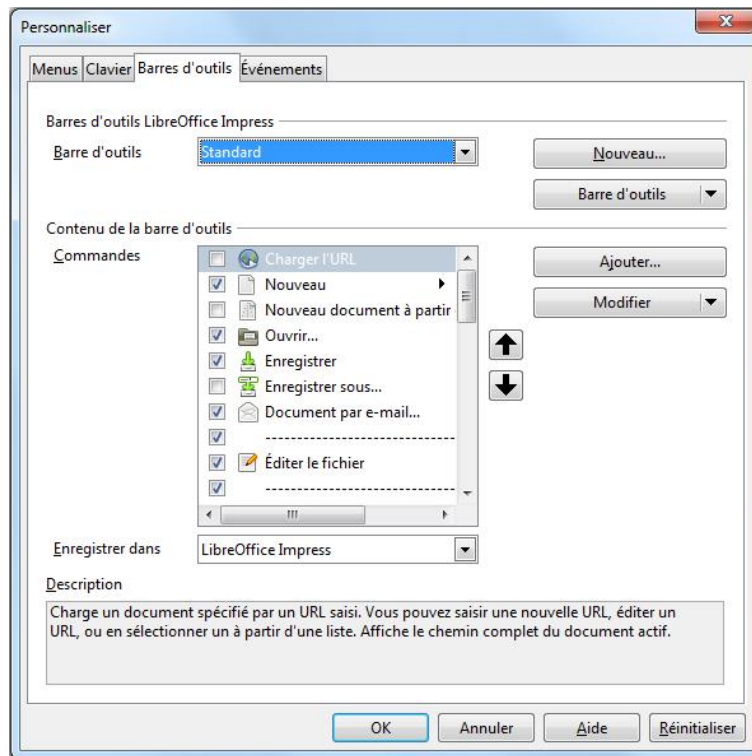 Personnaliser
Menus Clavier Barres d'outils Événements
Barres d'outils LibreOffice Impress
Barre d'outils Standard Nouveau...
Barre d'outils
Contenu de la barre d'outils
Commandes Charger l'URL Ajouter...
Nouveau Modifier
Nouveau document à partir
Ouvrir...
Enregistrer
Enregistrer sous...
Document par e-mail...
--------------------------------
Éditer le fichier
--------------------------------
Enregistrer dans LibreOffice Impress
Description
Charge un document spécifié par un URL saisi. Vous pouvez saisir une nouvelle URL, éditer un
URL, ou en sélectionner un à partir d'une liste. Affiche le chemin complet du document actif.
OK Annuler Aide Réinitialiser